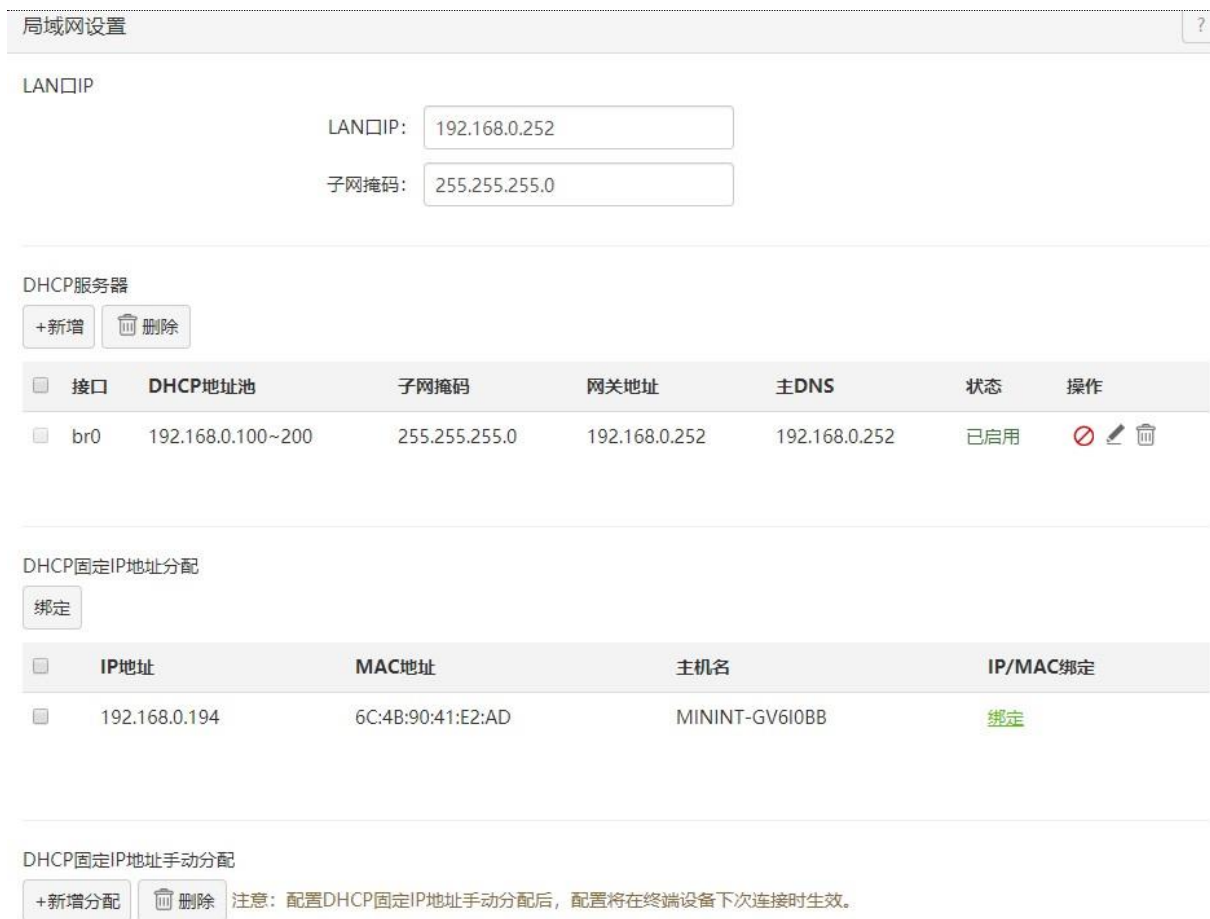 局域网设置
?
LAN口IP
LAN口IP: 192.168.0.252
子网掩码: 255.255.255.0
DHCP服务器
+新增 删除
接口 DHCP地址池 子网掩码 网关地址 主DNS 状态 操作
br0 192.168.0.100~200 255.255.255.0 192.168.0.252 192.168.0.252 已启用
DHCP固定IP地址分配
绑定
IP地址 MAC地址 主机名 IP/MAC绑定
192.168.0.194 6C:4B:90:41:E2:AD MININT-GV6I0BB 绑定
DHCP固定IP地址手动分配
+新增分配 删除 注意：配置DHCP固定IP地址手动分配后，配置将在终端设备下次连接时生效。